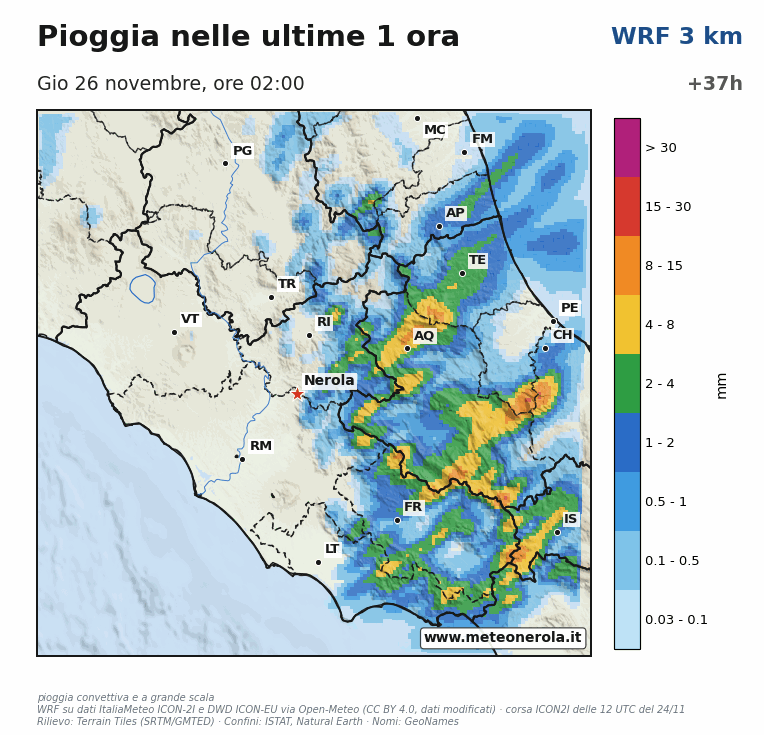 Pioggia nelle ultime 1 ora
WRF 3 km
Gio 26 novembre, ore 02:00
+37h
MC
FM
PG
AP
TE
TR
PE
VT
RI
AQ
CH
Nerola
RM
FR
IS
LT
www.meteonerola.it
> 30
15 - 30
8 - 15
4 - 8
2 - 4
1 - 2
0.5 - 1
0.1 - 0.5
0.03 - 0.1
mm
pioggia convettiva e a grande scala
WRF su dati ItaliaMeteo ICON-2I e DWD ICON-EU via Open-Meteo (CC BY 4.0, dati modificati) · corsa ICON2I delle 12 UTC del 24/11
Rilievo: Terrain Tiles (SRTM/GMTED) · Confini: ISTAT, Natural Earth · Nomi: GeoNames